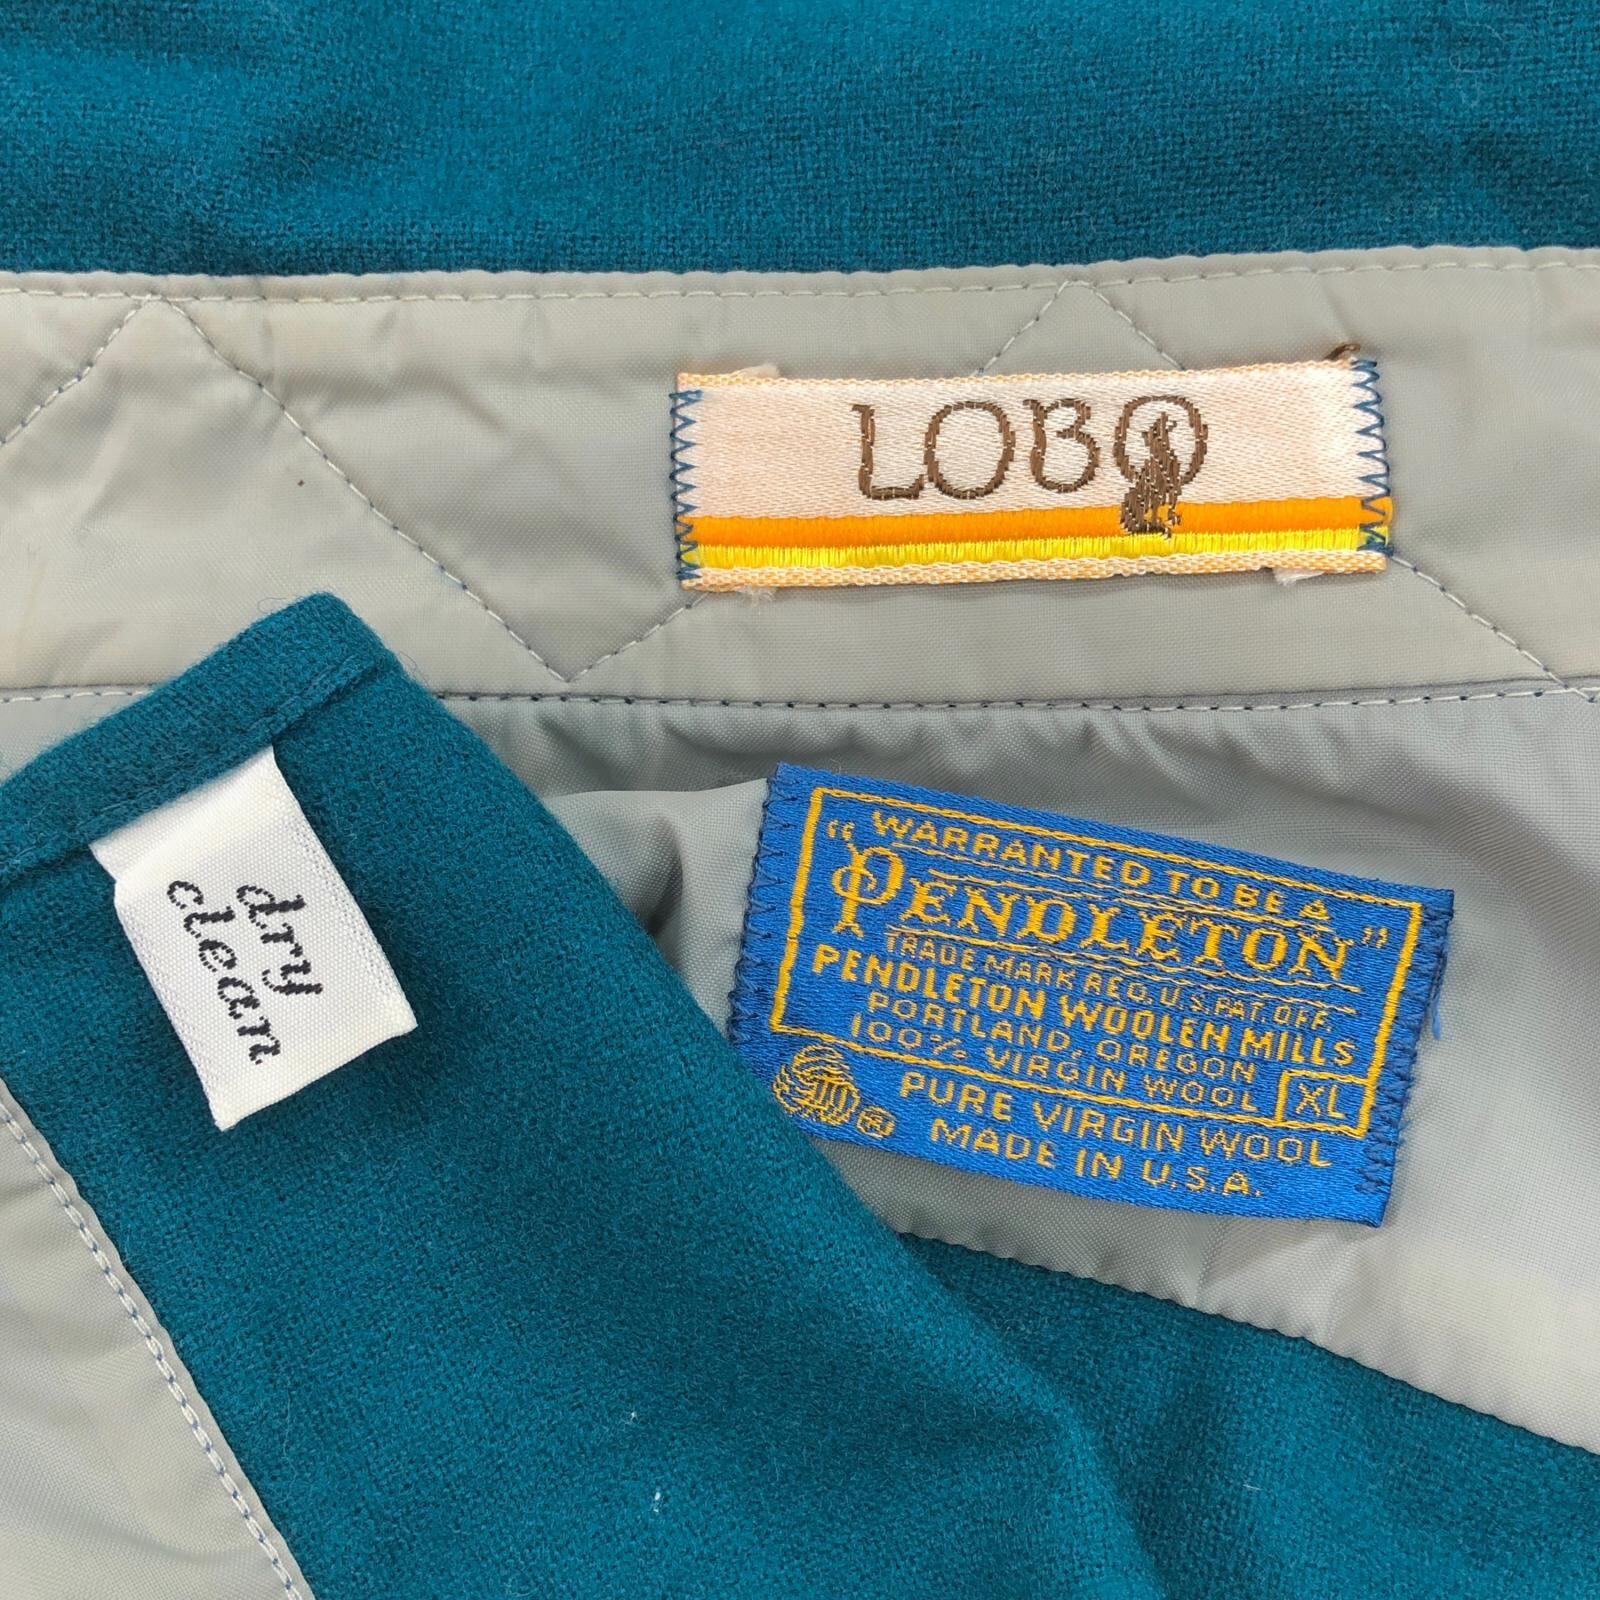 LOBO
dry
clean
WARRANTED TO BE A
"PENDLETON"
TRADE MARK REG. U.S. PAT. OFF.
PENDLETON WOOLEN MILLS
PORTLAND, OREGON
100% VIRGIN WOOL XL
® PURE VIRGIN WOOL
MADE IN U.S.A.